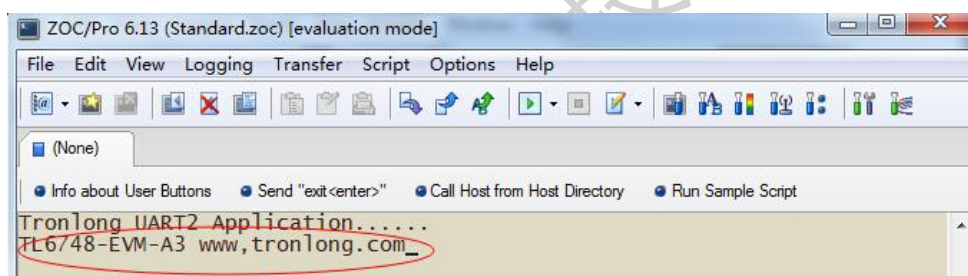 ZOC/Pro 6.13 (Standard.zoc) [evaluation mode]
File Edit View Logging Transfer Script Options Help
(None)
Info about User Buttons Send "exit<enter>" Call Host from Host Directory Run Sample Script
Tronlong UART2 Application......
TL6748-EVM-A3 www,tronlong.com_